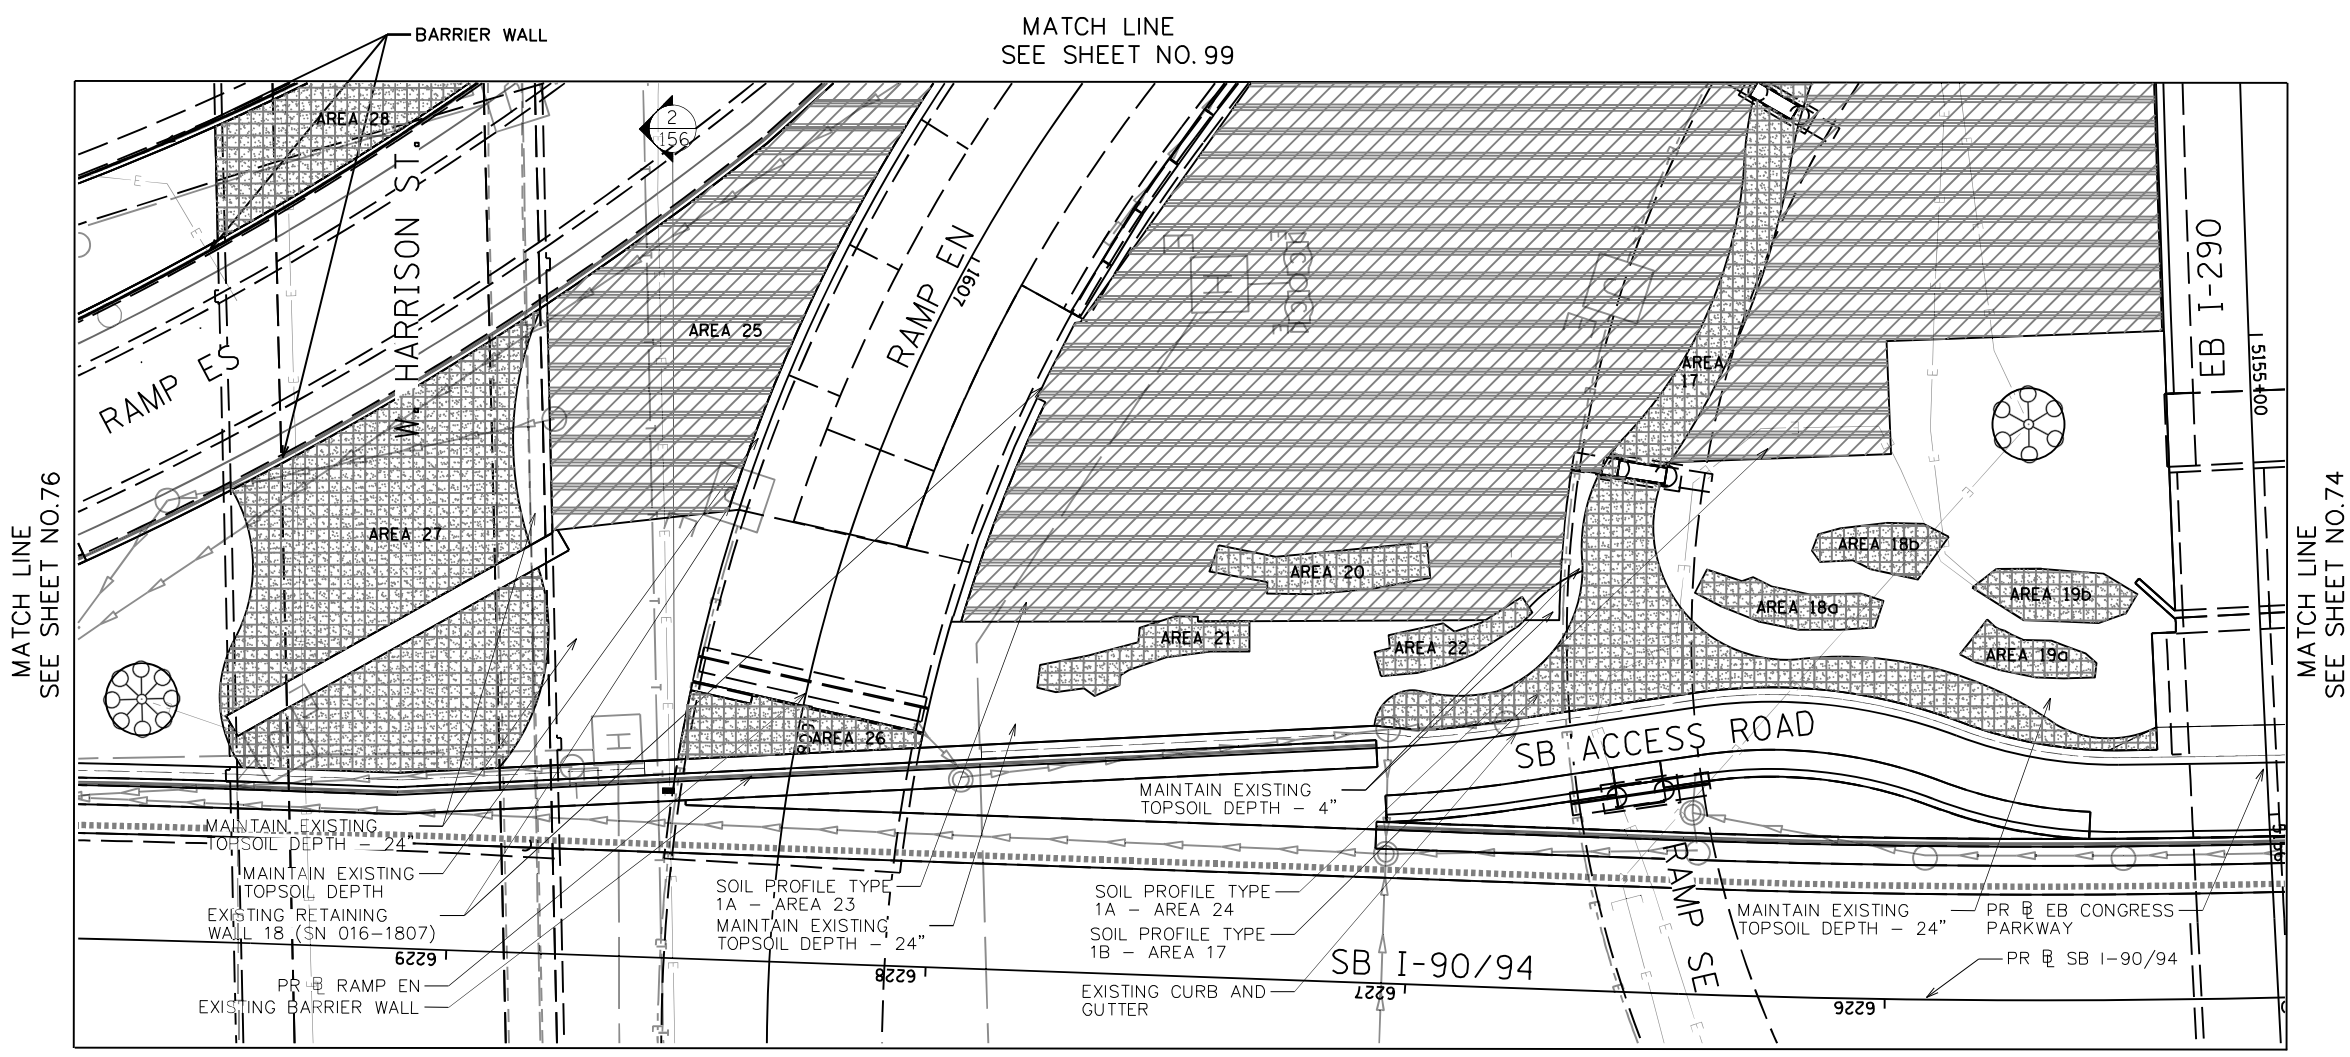 BARRIER WALL
MATCH LINE
SEE SHEET NO. 99
AREA 28
2
156
W. HARRISON ST.
RAMP ES
AREA 25
RAMP EN
1607
AREA
17
EB I-290
5155+00
MATCH LINE
SEE SHEET NO. 76
MATCH LINE
SEE SHEET NO. 74
AREA 27
AREA 20
AREA 18b
AREA 18a
AREA 19b
AREA 19a
AREA 21
AREA 22
AREA 26
SB ACCESS ROAD
MAINTAIN EXISTING
TOPSOIL DEPTH - 4"
MAINTAIN EXISTING
TOPSOIL DEPTH - 24"
MAINTAIN EXISTING
TOPSOIL DEPTH
EXISTING RETAINING
WALL 18 (SN 016-1807)
PR BL RAMP EN
EXISTING BARRIER WALL
SOIL PROFILE TYPE
1A - AREA 23
MAINTAIN EXISTING
TOPSOIL DEPTH - 24"
SOIL PROFILE TYPE
1A - AREA 24
SOIL PROFILE TYPE
1B - AREA 17
EXISTING CURB AND
GUTTER
RAMP SE
MAINTAIN EXISTING
TOPSOIL DEPTH - 24"
PR BL EB CONGRESS
PARKWAY
PR BL SB I-90/94
SB I-90/94
6229
6228
6227
6226